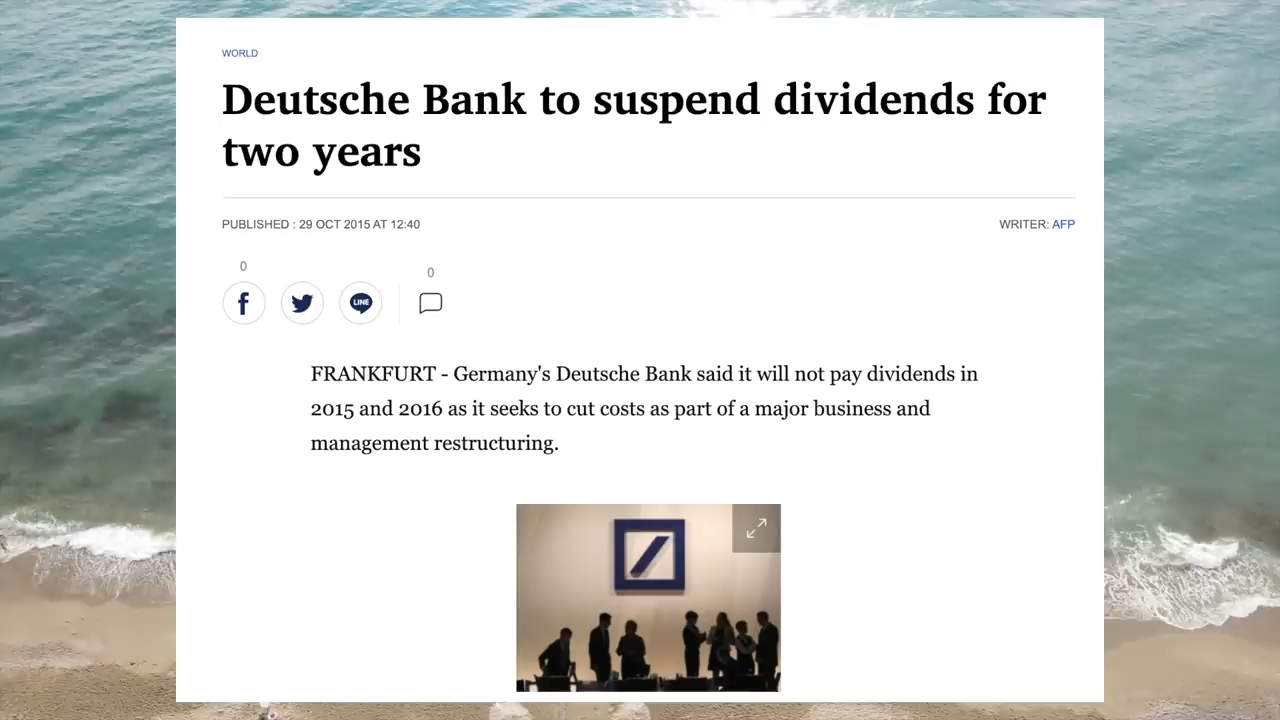 WORLD
Deutsche Bank to suspend dividends for
two years
PUBLISHED : 29 OCT 2015 AT 12:40
WRITER: AFP
0
0
LINE
FRANKFURT - Germany's Deutsche Bank said it will not pay dividends in
2015 and 2016 as it seeks to cut costs as part of a major business and
management restructuring.